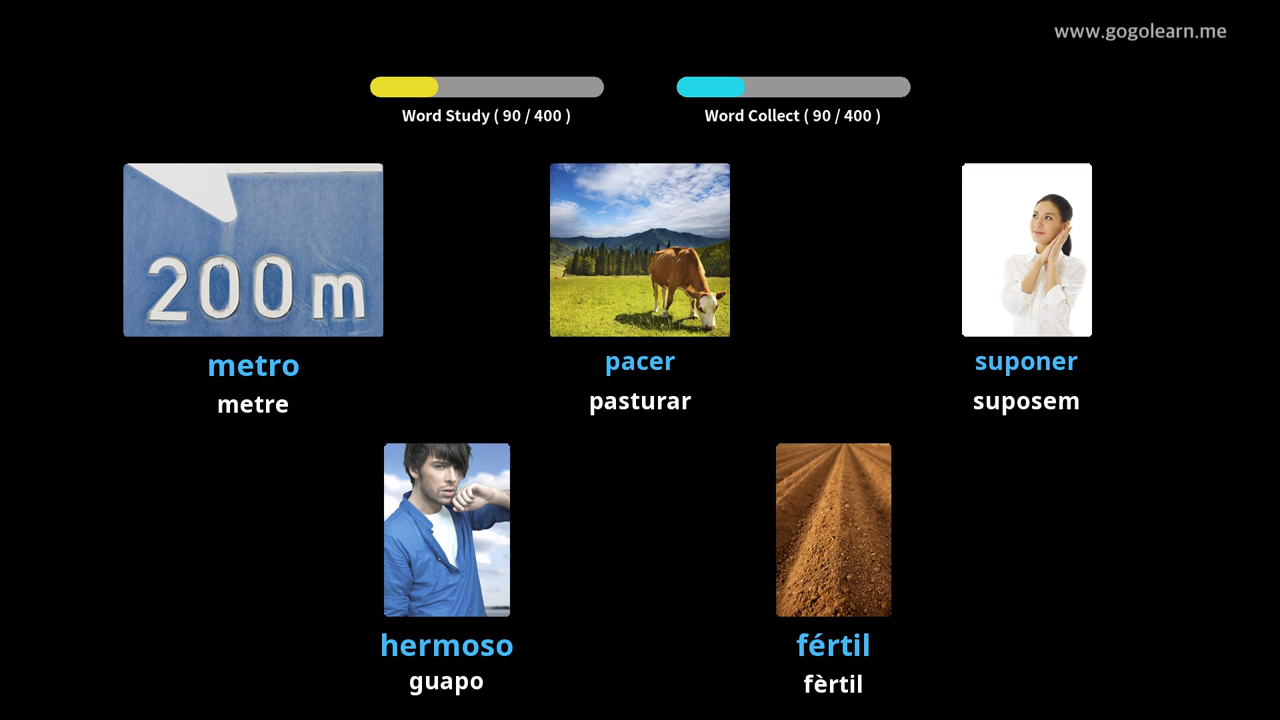 www.gogolearn.me
Word Study ( 90 / 400 )
Word Collect ( 90 / 400 )
200 m
metro
metre
pacer
pasturar
suponer
suposem
hermoso
guapo
fértil
fèrtil